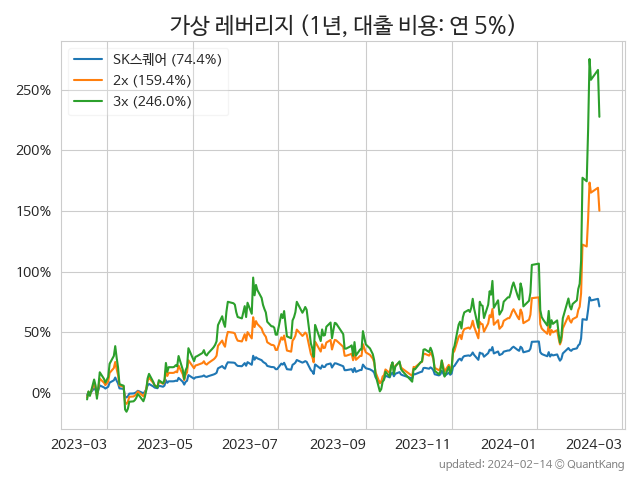 가상 레버리지 (1년, 대출 비용: 연 5%)
SK스퀘어 (74.4%)
2x (159.4%)
3x (246.0%)
250%
200%
150%
100%
50%
0%
2023-03 2023-05 2023-07 2023-09 2023-11 2024-01 2024-03
updated: 2024-02-14 © QuantKang